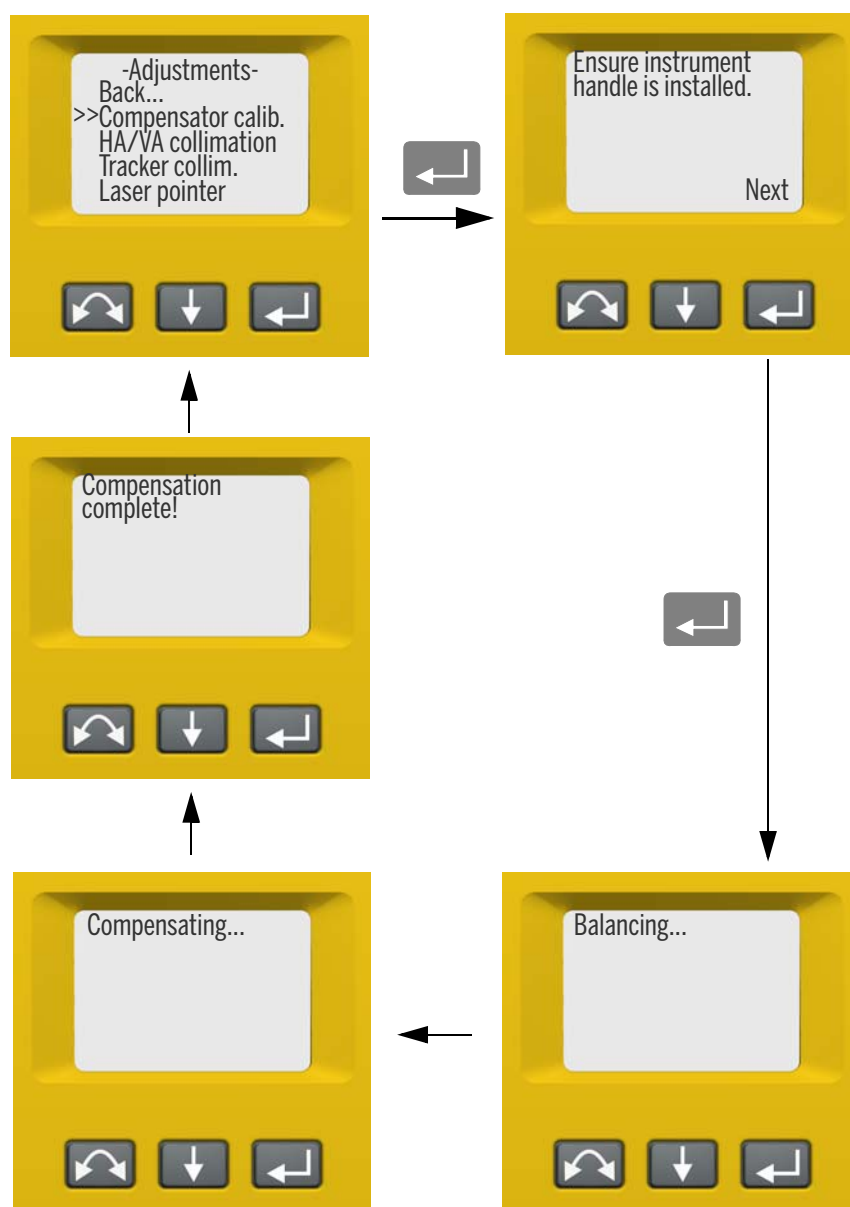 -Adjustments-
Back...
>>Compensator calib.
HA/VA collimation
Tracker collim.
Laser pointer
Ensure instrument
handle is installed.
Next
Compensation
complete!
Compensating...
Balancing...